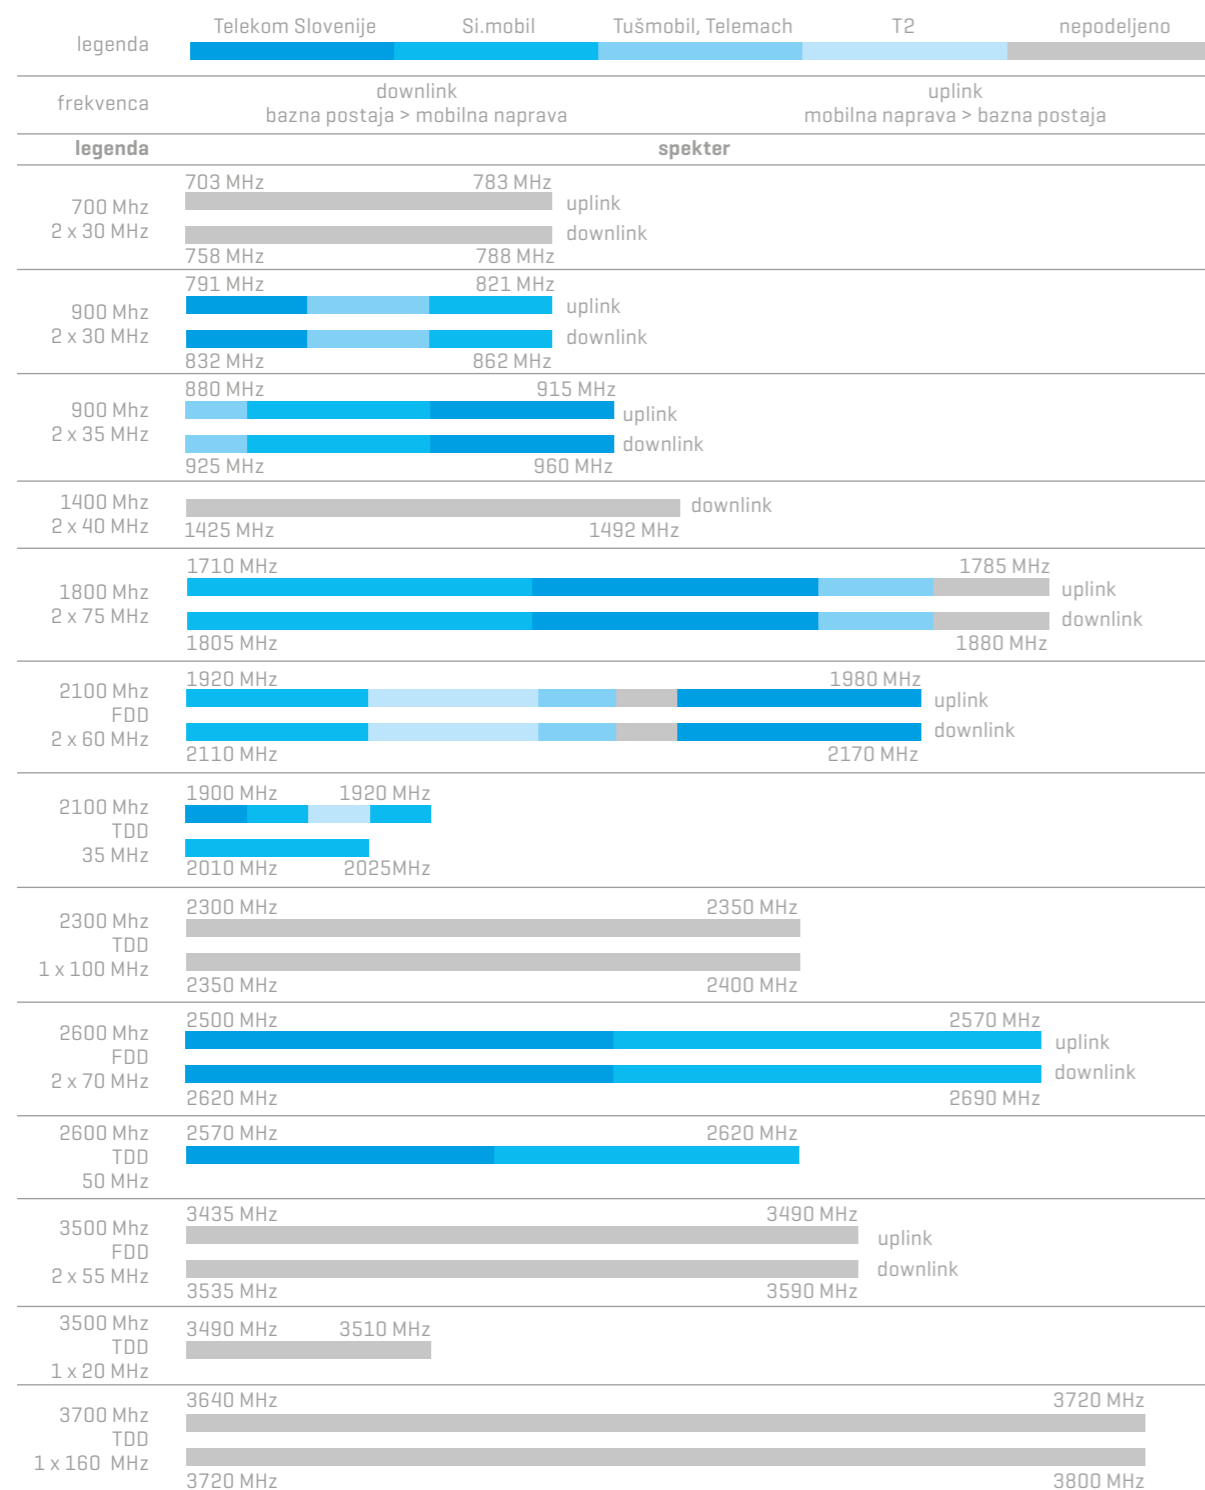 legenda
Telekom Slovenije Si.mobil Tušmobil, Telemach T2 nepodeljeno
frekvenca
downlink
bazna postaja > mobilna naprava
uplink
mobilna naprava > bazna postaja
legenda spekter
700 Mhz
2 x 30 MHz
703 MHz 783 MHz
uplink
downlink
758 MHz 788 MHz
900 Mhz
2 x 30 MHz
791 MHz 821 MHz
uplink
downlink
832 MHz 862 MHz
900 Mhz
2 x 35 MHz
880 MHz 915 MHz
uplink
downlink
925 MHz 960 MHz
1400 Mhz
2 x 40 MHz
downlink
1425 MHz 1492 MHz
1800 Mhz
2 x 75 MHz
1710 MHz 1785 MHz
uplink
downlink
1805 MHz 1880 MHz
2100 Mhz
FDD
2 x 60 MHz
1920 MHz 1980 MHz
uplink
downlink
2110 MHz 2170 MHz
2100 Mhz
TDD
35 MHz
1900 MHz 1920 MHz
2010 MHz 2025MHz
2300 Mhz
TDD
1 x 100 MHz
2300 MHz 2350 MHz
2350 MHz 2400 MHz
2600 Mhz
FDD
2 x 70 MHz
2500 MHz 2570 MHz
uplink
downlink
2620 MHz 2690 MHz
2600 Mhz
TDD
50 MHz
2570 MHz 2620 MHz
3500 Mhz
FDD
2 x 55 MHz
3435 MHz 3490 MHz
uplink
downlink
3535 MHz 3590 MHz
3500 Mhz
TDD
1 x 20 MHz
3490 MHz 3510 MHz
3700 Mhz
TDD
1 x 160 MHz
3640 MHz 3720 MHz
3720 MHz 3800 MHz